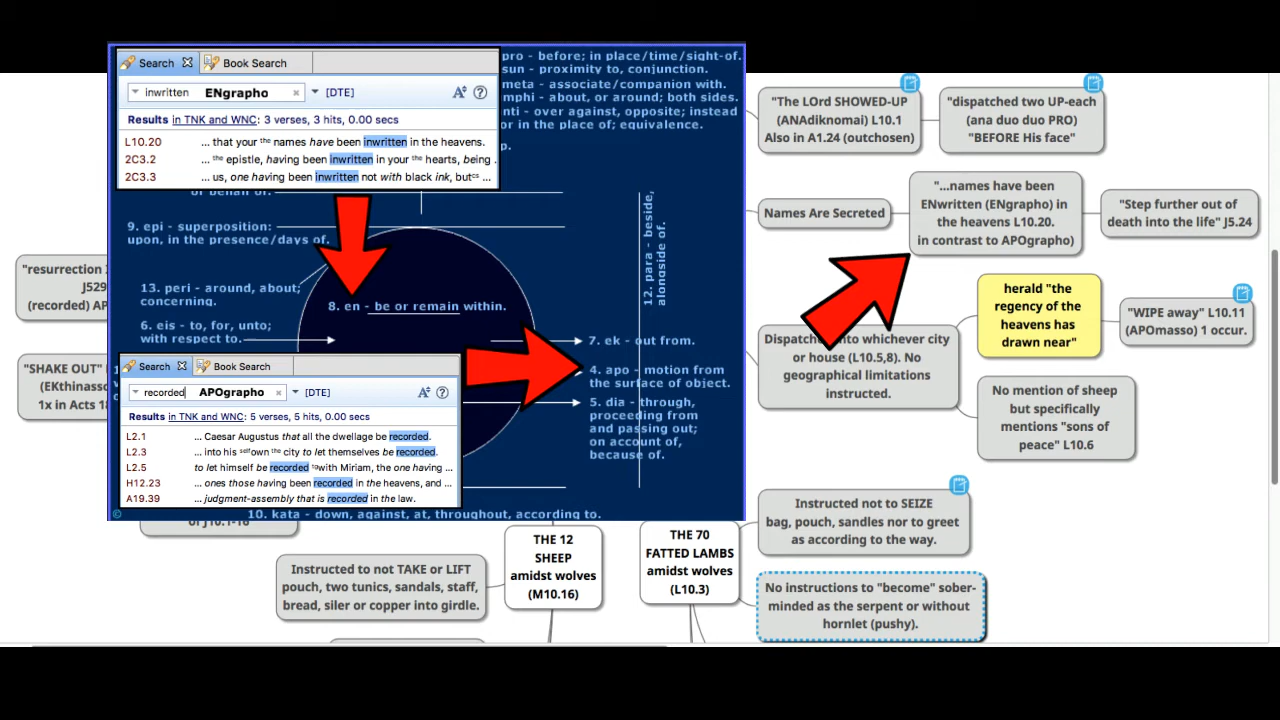 Search
Book Search
inwritten ENgrapho
[DTE]
Results in TNK and WNC: 3 verses, 3 hits, 0.00 secs
L10.20 ... that your the names have been inwritten in the heavens.
2C3.2 ... the epistle, having been inwritten in your the hearts, being .
2C3.3 ... us, one having been inwritten not with black ink, but cs ...
pro - before; in place/time/sight-of.
sun - proximity to, conjunction.
meta - associate/companion with.
mphi - about, or around; both sides.
nti - over against, opposite; instead
or in the place of; equivalence.
p.
or behalf of.
9. epi - superposition:
upon, in the presence/days of.
13. peri - around, about;
concerning.
8. en - be or remain within.
6. eis - to, for, unto;
with respect to.
12. para - beside,
alongside of.
7. ek - out from.
4. apo - motion from
the surface of object.
5. dia - through,
proceeding from
and passing out;
on account of,
because of.
10. kata - down, against, at, throughout, according to.
©
Search
Book Search
recorded APOgrapho
[DTE]
Results in TNK and WNC: 5 verses, 5 hits, 0.00 secs
L2.1 ... Caesar Augustus that all the dwellage be recorded.
L2.3 ... into his self own the city to let themselves be recorded.
L2.5 to let himself be recorded with Miriam, the one having ...
H12.23 ... ones those having been recorded in the heavens, and ...
A19.39 ... judgment-assembly that is recorded in the law.
"resurrection
J529
(recorded) AP
"SHAKE OUT"
(EKthinasso
1x in Acts 18
of J10.1-16
Instructed to not TAKE or LIFT
pouch, two tunics, sandals, staff,
bread, siler or copper into girdle.
THE 12
SHEEP
amidst wolves
(M10.16)
THE 70
FATTED LAMBS
amidst wolves
(L10.3)
"The LOrd SHOWED-UP
(ANAdiknomai) L10.1
Also in A1.24 (outchosen)
"dispatched two UP-each
(ana duo duo PRO)
"BEFORE His face"
Names Are Secreted
"...names have been
ENwritten (ENgrapho) in
the heavens L10.20.
in contrast to APOgrapho)
"Step further out of
death into the life" J5.24
Dispatched into whichever city
or house (L10.5,8). No
geographical limitations
instructed.
herald "the
regency of the
heavens has
drawn near"
"WIPE away" L10.11
(APOmasso) 1 occur.
No mention of sheep
but specifically
mentions "sons of
peace" L10.6
Instructed not to SEIZE
bag, pouch, sandles nor to greet
as according to the way.
No instructions to "become" sober-
minded as the serpent or without
hornlet (pushy).